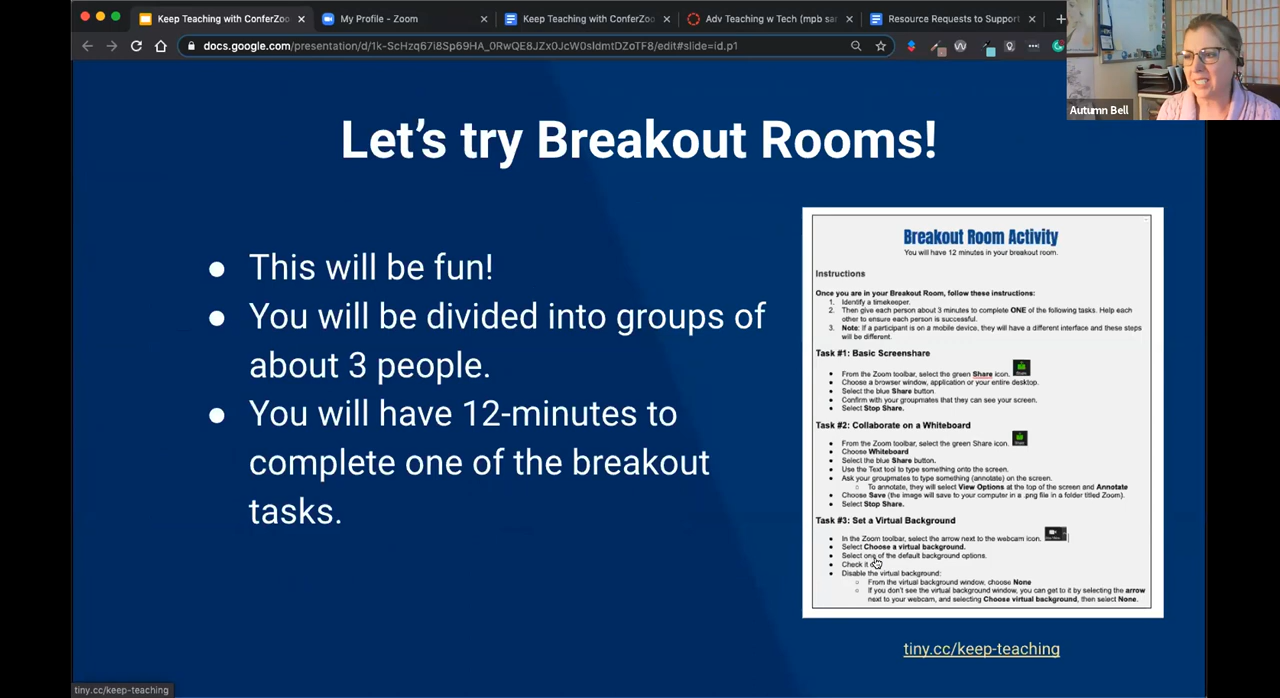 Keep Teaching with ConferZoo
My Profile - Zoom
Keep Teaching with ConferZoo
Adv Teaching w Tech (mpb sa
Resource Requests to Support
docs.google.com/presentation/d/1k-ScHzq67i8Sp69HA_0RwQE8JZx0JcW0sIdmtDZoTF8/edit#slide=id.p1
Autumn Bell
Let's try Breakout Rooms!
● This will be fun!
● You will be divided into groups of
about 3 people.
● You will have 12-minutes to
complete one of the breakout
tasks.
Breakout Room Activity
You will have 12 minutes in your breakout room.
Instructions
Once you are in your Breakout Room, follow these instructions:
1. Identify a timekeeper.
2. Then give each person about 3 minutes to complete ONE of the following tasks. Help each
other to ensure each person is successful.
3. Note: If a participant is on a mobile device, they will have a different interface and these steps
will be different.
Task #1: Basic Screenshare
● From the Zoom toolbar, select the green Share icon.
Share
● Choose a browser window, application or your entire desktop.
● Select the blue Share button
● Confirm with your groupmates that they can see your screen.
● Select Stop Share.
Task #2: Collaborate on a Whiteboard
● From the Zoom toolbar, select the green Share icon.
Share
● Choose Whiteboard
● Select the blue Share button.
● Use the Text tool to type something onto the screen.
● Ask your groupmates to type something (annotate) on the screen.
○ To annotate, they will select View Options at the top of the screen and Annotate
● Choose Save (the image will save to your computer in a .png file in a folder titled Zoom).
● Select Stop Share.
Task #3: Set a Virtual Background
● In the Zoom toolbar, select the arrow next to the webcam icon.
● Select Choose a virtual background.
● Select one of the default background options.
● Check it
● Disable the virtual background:
○ From the virtual background window, choose None
○ If you don't see the virtual background window, you can get to it by selecting the arrow
next to your webcam, and selecting Choose virtual background, then select None.
tiny.cc/keep-teaching
tiny.cc/keep-teaching